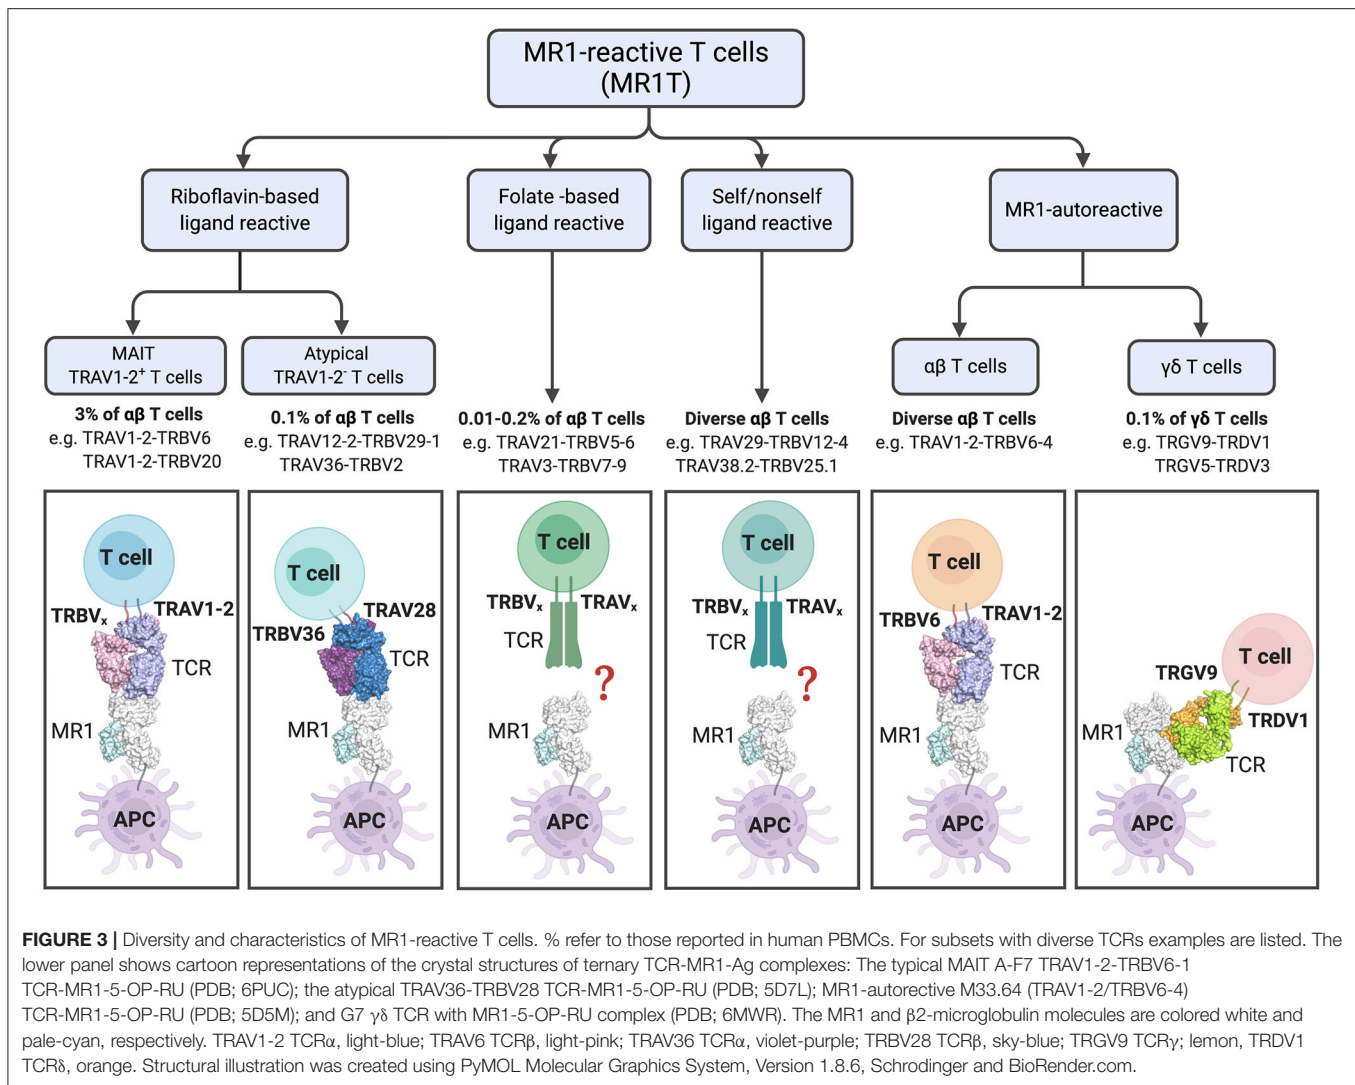 MR1-reactive T cells
(MR1T)
Riboflavin-based
ligand reactive
Folate -based
ligand reactive
Self/nonself
ligand reactive
MR1-autoreactive
MAIT
TRAV1-2⁺ T cells
Atypical
TRAV1-2⁻ T cells
αβ T cells
γδ T cells
3% of αβ T cells
e.g. TRAV1-2-TRBV6
TRAV1-2-TRBV20
0.1% of αβ T cells
e.g. TRAV12-2-TRBV29-1
TRAV36-TRBV2
0.01-0.2% of αβ T cells
e.g. TRAV21-TRBV5-6
TRAV3-TRBV7-9
Diverse αβ T cells
e.g. TRAV29-TRBV12-4
TRAV38.2-TRBV25.1
Diverse αβ T cells
e.g. TRAV1-2-TRBV6-4
0.1% of γδ T cells
e.g. TRGV9-TRDV1
TRGV5-TRDV3
T cell
TRBVₓ
TRAV1-2
TCR
MR1
APC
T cell
TRAV28
TRBV36
TCR
MR1
APC
T cell
TRBVₓ
TRAVₓ
TCR
?
MR1
APC
T cell
TRBVₓ
TRAVₓ
TCR
?
MR1
APC
T cell
TRBV6
TRAV1-2
TCR
MR1
APC
T cell
TRGV9
TRDV1
MR1
TCR
APC
FIGURE 3 | Diversity and characteristics of MR1-reactive T cells. % refer to those reported in human PBMCs. For subsets with diverse TCRs examples are listed. The
lower panel shows cartoon representations of the crystal structures of ternary TCR-MR1-Ag complexes: The typical MAIT A-F7 TRAV1-2-TRBV6-1
TCR-MR1-5-OP-RU (PDB; 6PUC); the atypical TRAV36-TRBV28 TCR-MR1-5-OP-RU (PDB; 5D7L); MR1-autorective M33.64 (TRAV1-2/TRBV6-4)
TCR-MR1-5-OP-RU (PDB; 5D5M); and G7 γδ TCR with MR1-5-OP-RU complex (PDB; 6MWR). The MR1 and β2-microglobulin molecules are colored white and
pale-cyan, respectively. TRAV1-2 TCRα, light-blue; TRAV6 TCRβ, light-pink; TRAV36 TCRα, violet-purple; TRBV28 TCRβ, sky-blue; TRGV9 TCRγ; lemon, TRDV1
TCRδ, orange. Structural illustration was created using PyMOL Molecular Graphics System, Version 1.8.6, Schrodinger and BioRender.com.